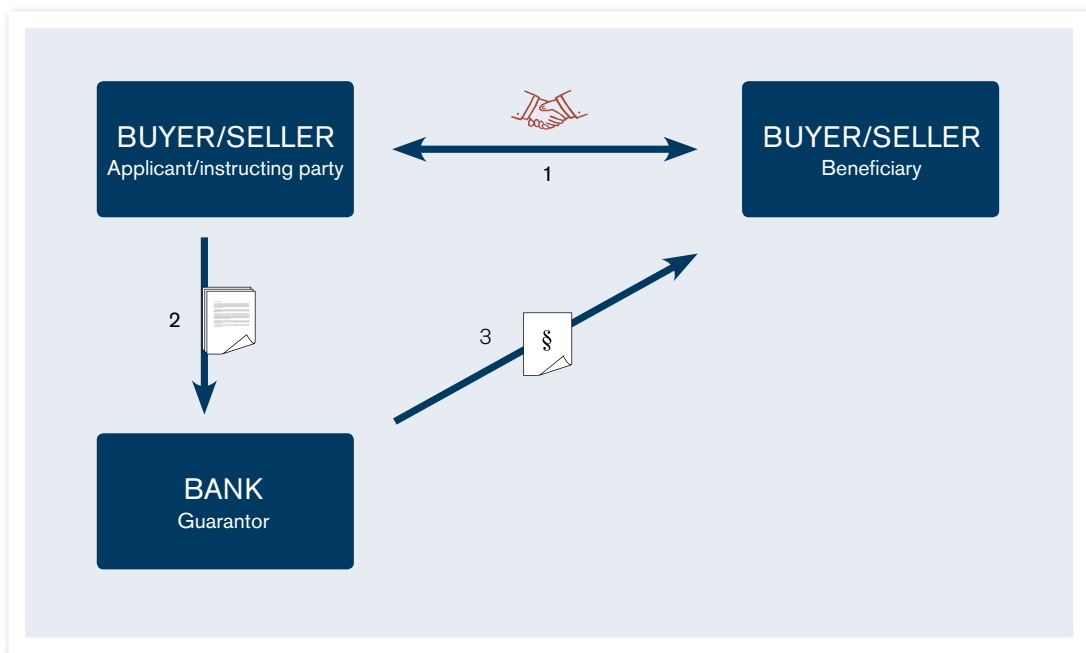 BUYER/SELLER
Applicant/instructing party
1
BUYER/SELLER
Beneficiary
2
3
§
BANK
Guarantor